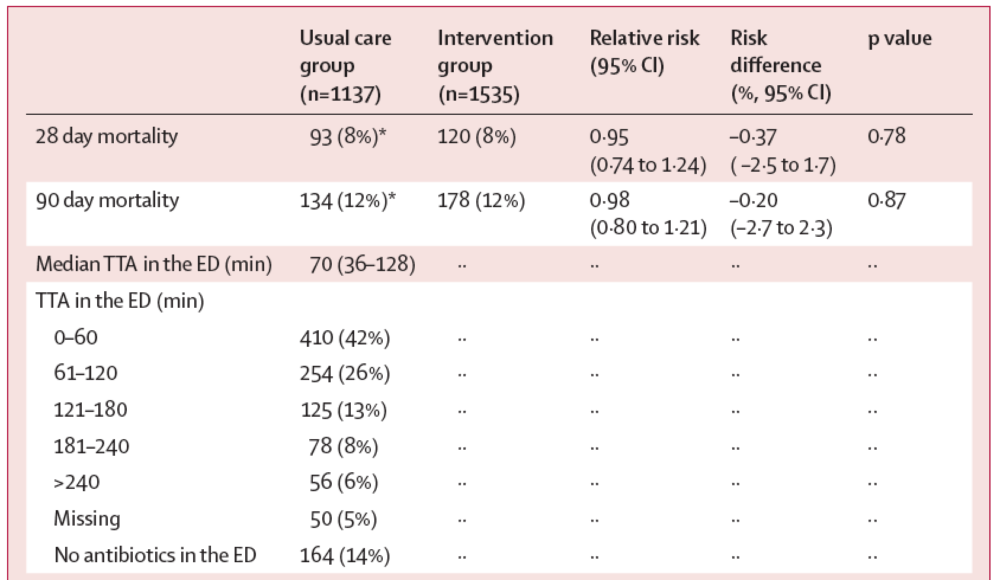 Usual care group (n=1137) Intervention group (n=1535) Relative risk (95% CI) Risk difference (%, 95% CI) p value
28 day mortality 93 (8%)* 120 (8%) 0·95 (0·74 to 1·24) –0·37 ( –2·5 to 1·7) 0·78
90 day mortality 134 (12%)* 178 (12%) 0·98 (0·80 to 1·21) –0·20 (–2·7 to 2·3) 0·87
Median TTA in the ED (min) 70 (36–128) ·· ·· ·· ··
TTA in the ED (min)
0–60 410 (42%) ·· ·· ·· ··
61–120 254 (26%) ·· ·· ·· ··
121–180 125 (13%) ·· ·· ·· ··
181–240 78 (8%) ·· ·· ·· ··
>240 56 (6%) ·· ·· ·· ··
Missing 50 (5%) ·· ·· ·· ··
No antibiotics in the ED 164 (14%) ·· ·· ·· ··